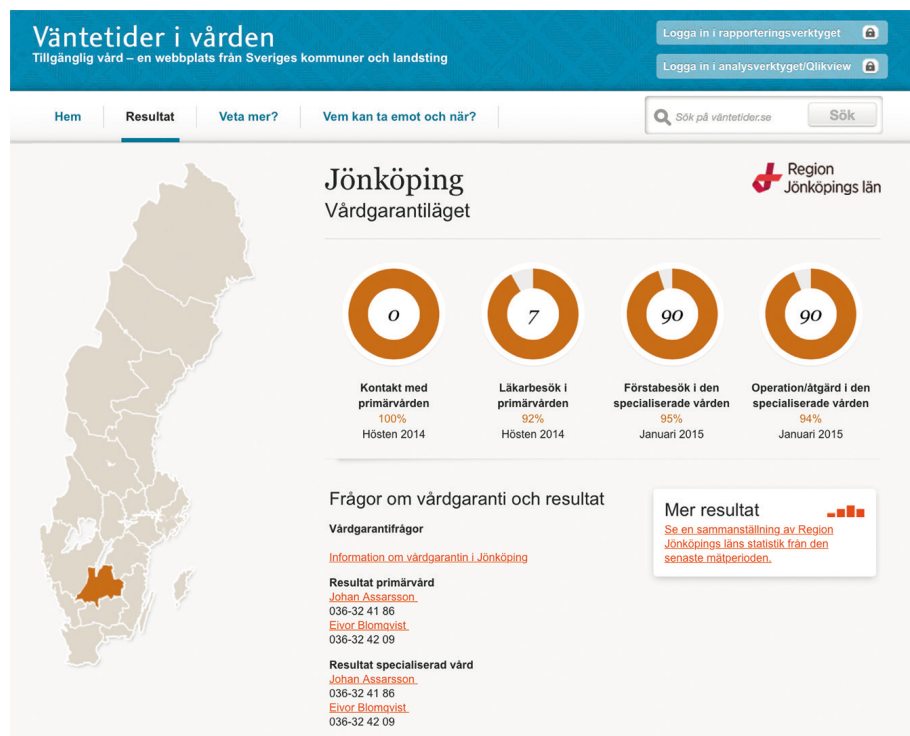 Väntetider i vården
Tillgänglig vård – en webbplats från Sveriges kommuner och landsting
Logga in i rapporteringsverktyget
Logga in i analysverktyget/Qlikview
Hem
Resultat
Veta mer?
Vem kan ta emot och när?
Sök på väntetider.se
Sök
Jönköping
Vårdgarantiläget
Region
Jönköpings län
0
7
90
90
Kontakt med
primärvården
100%
Hösten 2014
Läkarbesök i
primärvården
92%
Hösten 2014
Förstabesök i den
specialiserade vården
95%
Januari 2015
Operation/åtgärd i den
specialiserade vården
94%
Januari 2015
Frågor om vårdgaranti och resultat
Vårdgarantifrågor
Information om vårdgarantin i Jönköping
Resultat primärvård
Johan Assarsson
036-32 41 86
Eivor Blomqvist
036-32 42 09
Resultat specialiserad vård
Johan Assarsson
036-32 41 86
Eivor Blomqvist
036-32 42 09
Mer resultat
Se en sammanställning av Region
Jönköpings läns statistik från den
senaste mätperioden.